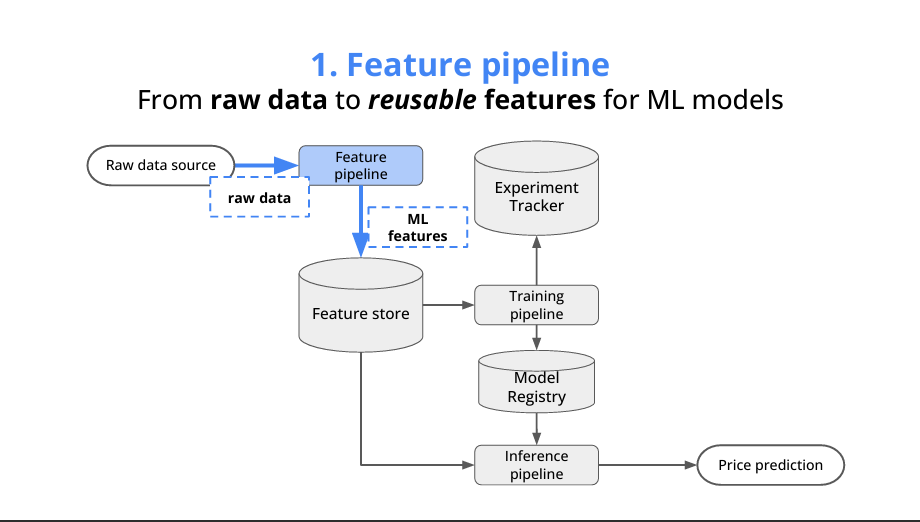 1. Feature pipeline
From raw data to reusable features for ML models
Raw data source
Feature
pipeline
raw data
ML
features
Experiment
Tracker
Feature store
Training
pipeline
Model
Registry
Inference
pipeline
Price prediction